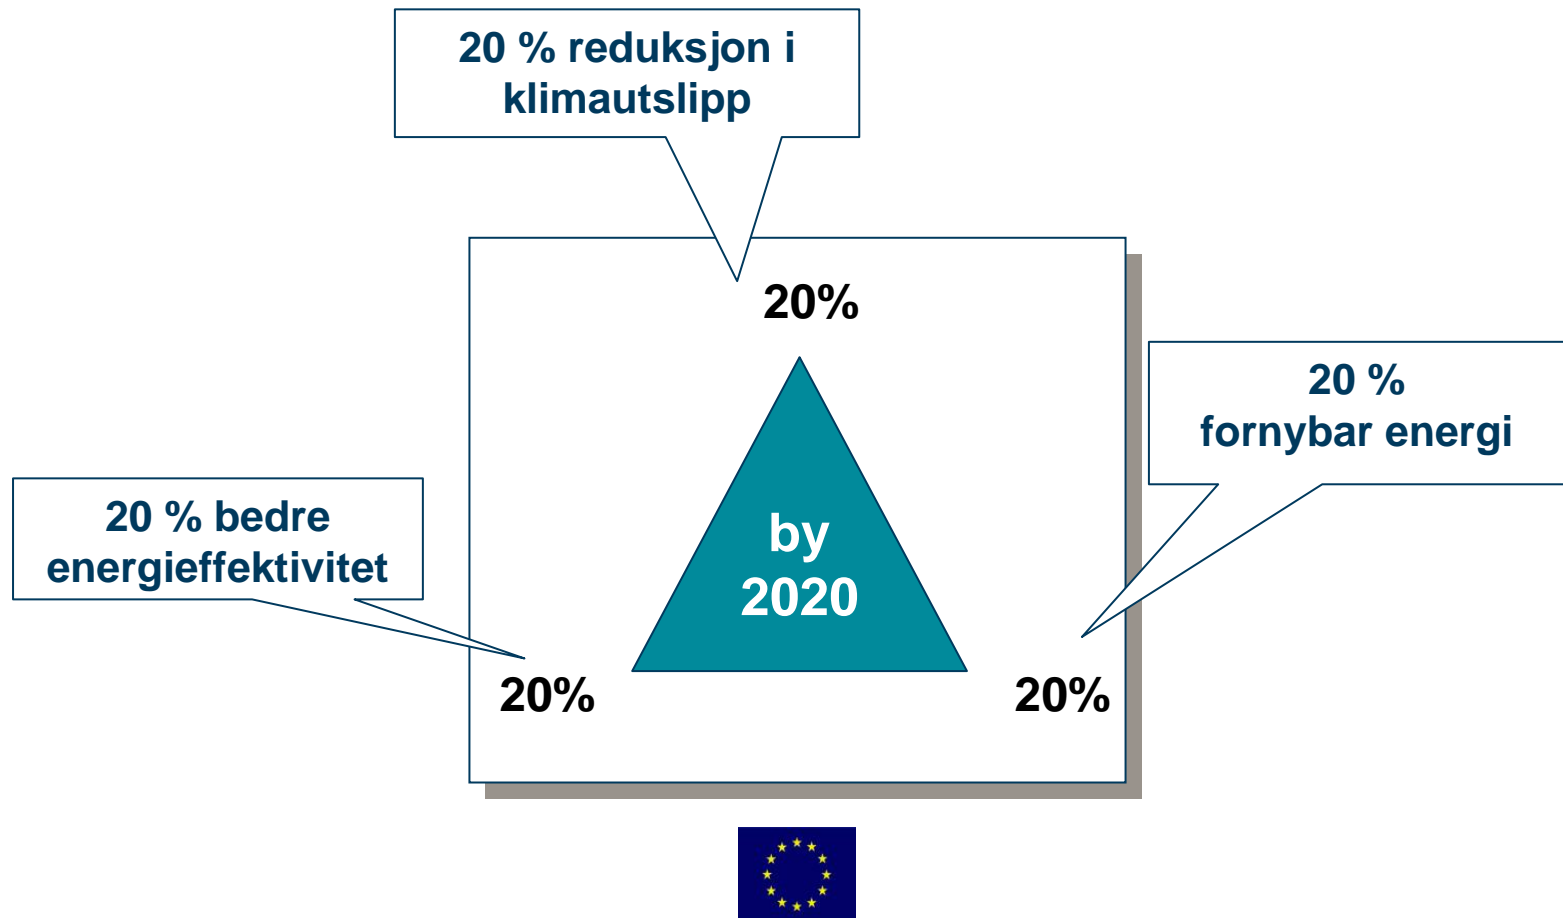 20 % reduksjon i
klimautslipp
20%
20 %
fornybar energi
20 % bedre
energieffektivitet
by
2020
20%
20%